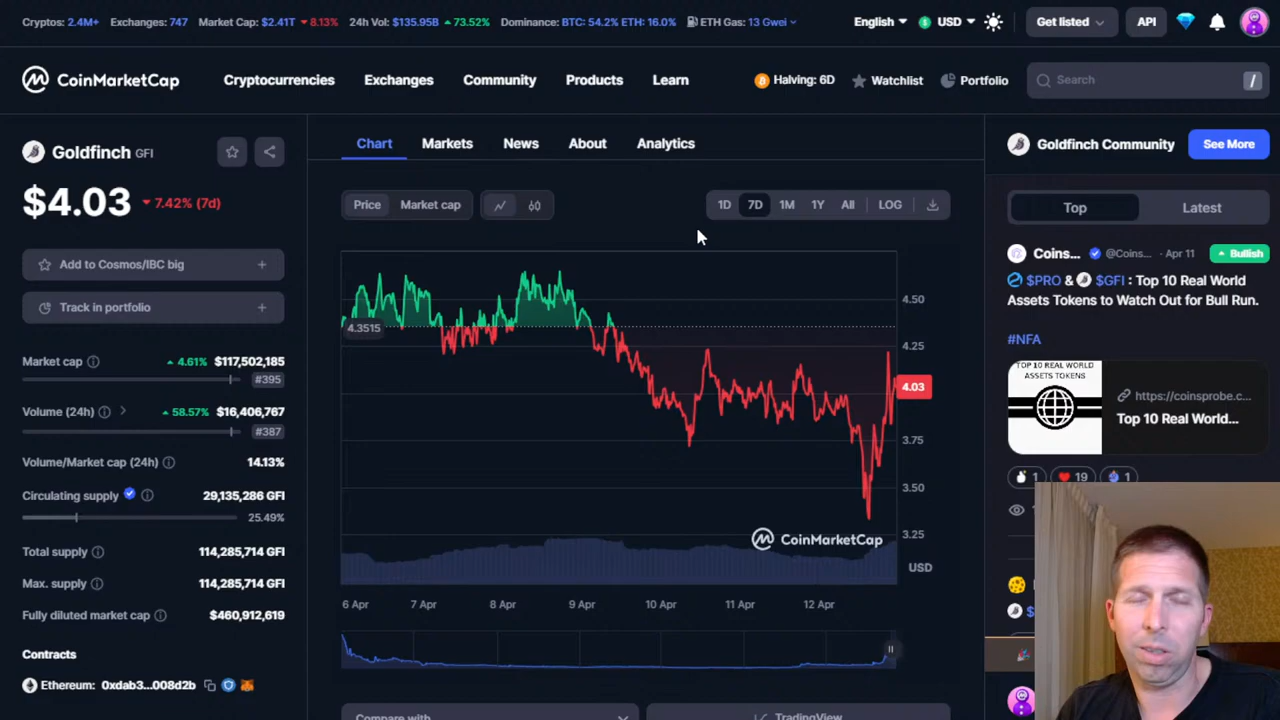 Cryptos: 2.4M+ Exchanges: 747 Market Cap: $2.41T 8.13% 24h Vol: $135.95B 73.52% Dominance: BTC: 54.2% ETH: 16.0% ETH Gas: 13 Gwei
English USD Get listed API
CoinMarketCap
Cryptocurrencies Exchanges Community Products Learn
Halving: 6D Watchlist Portfolio Search /
Goldfinch GFI
$4.03 7.42% (7d)
Add to Cosmos/IBC big +
Track in portfolio +
Market cap 4.61% $117,502,185
#395
Volume (24h) 58.57% $16,406,767
#387
Volume/Market cap (24h) 14.13%
Circulating supply 29,135,286 GFI
25.49%
Total supply 114,285,714 GFI
Max. supply 114,285,714 GFI
Fully diluted market cap $460,912,619
Contracts
Ethereum: 0xdab3...008d2b
Chart Markets News About Analytics
Price Market cap
1D 7D 1M 1Y All LOG
4.50
4.3515
4.25
4.03
3.75
3.50
3.25
CoinMarketCap
USD
6 Apr 7 Apr 8 Apr 9 Apr 10 Apr 11 Apr 12 Apr
Compare with
TradingView
Goldfinch Community See More
Top Latest
Coins... @Coins... · Apr 11 Bullish
$PRO & $GFI : Top 10 Real World
Assets Tokens to Watch Out for Bull Run.
#NFA
TOP 10 REAL WORLD
ASSETS TOKENS
https://coinsprobe.c...
Top 10 Real World...
1 19 1